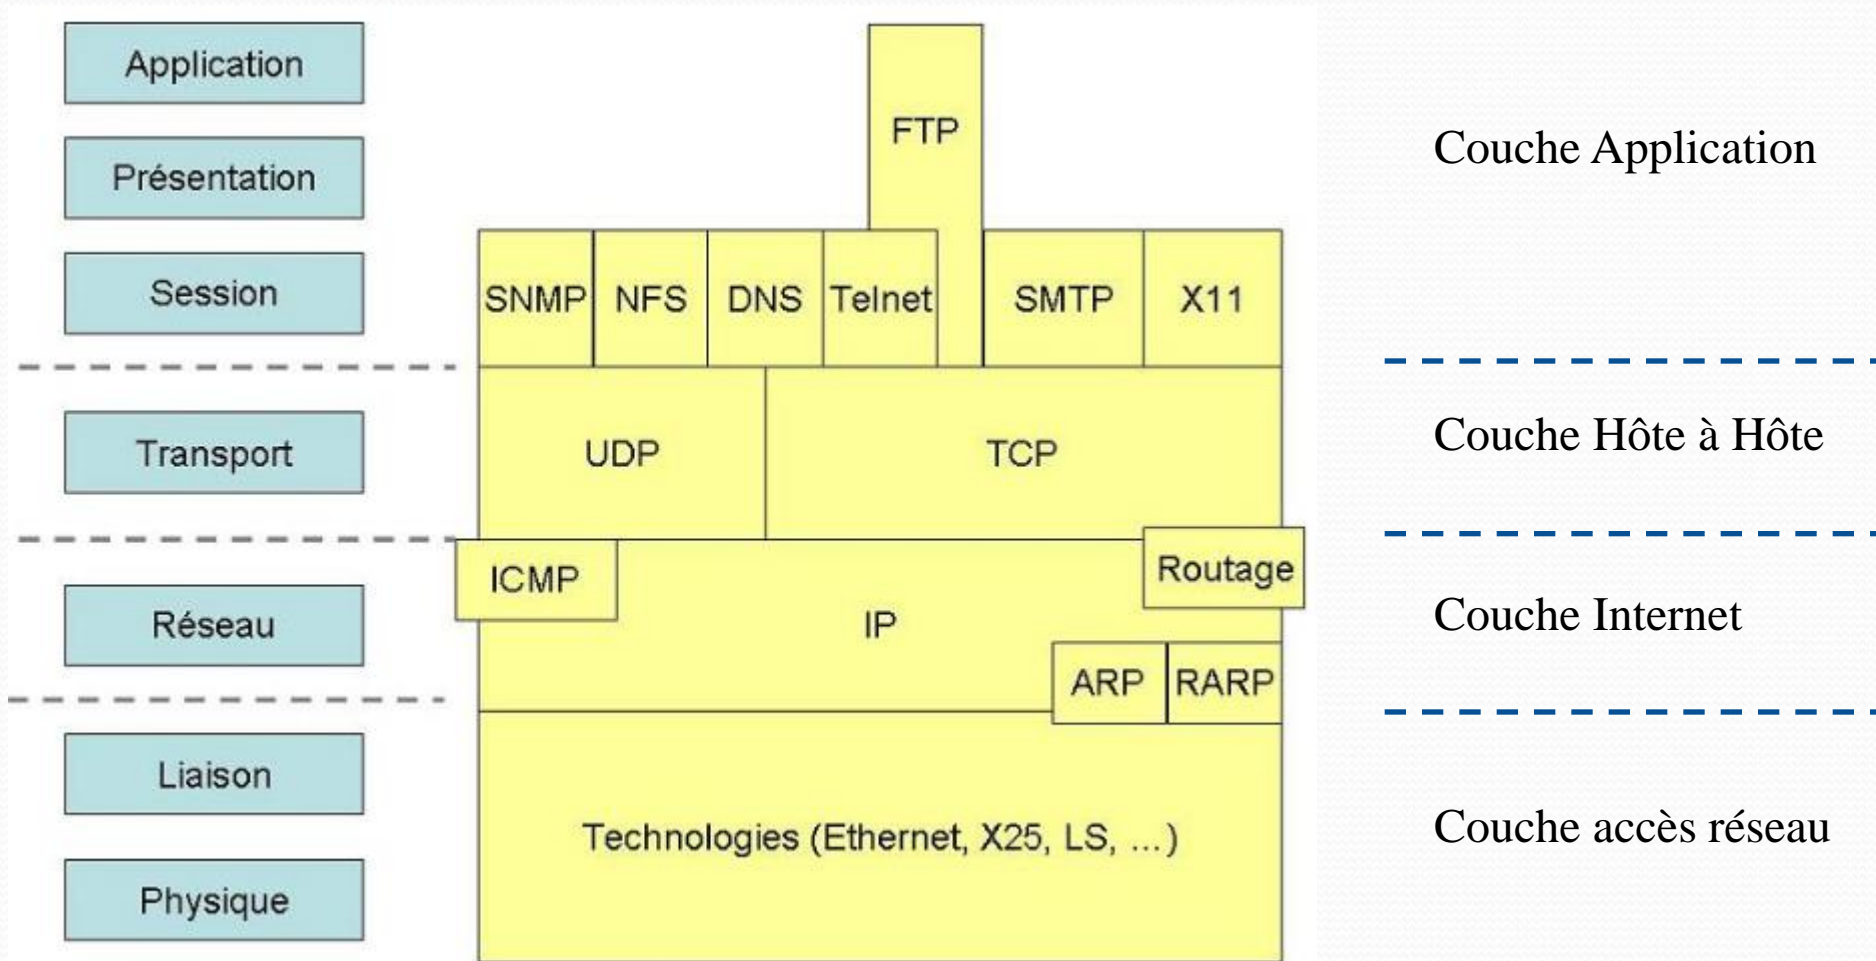 Application
Présentation
Session
Transport
Réseau
Liaison
Physique
FTP
SNMP
NFS
DNS
Telnet
SMTP
X11
UDP
TCP
ICMP
Routage
IP
ARP
RARP
Technologies (Ethernet, X25, LS, ...)
Couche Application
Couche Hôte à Hôte
Couche Internet
Couche accès réseau